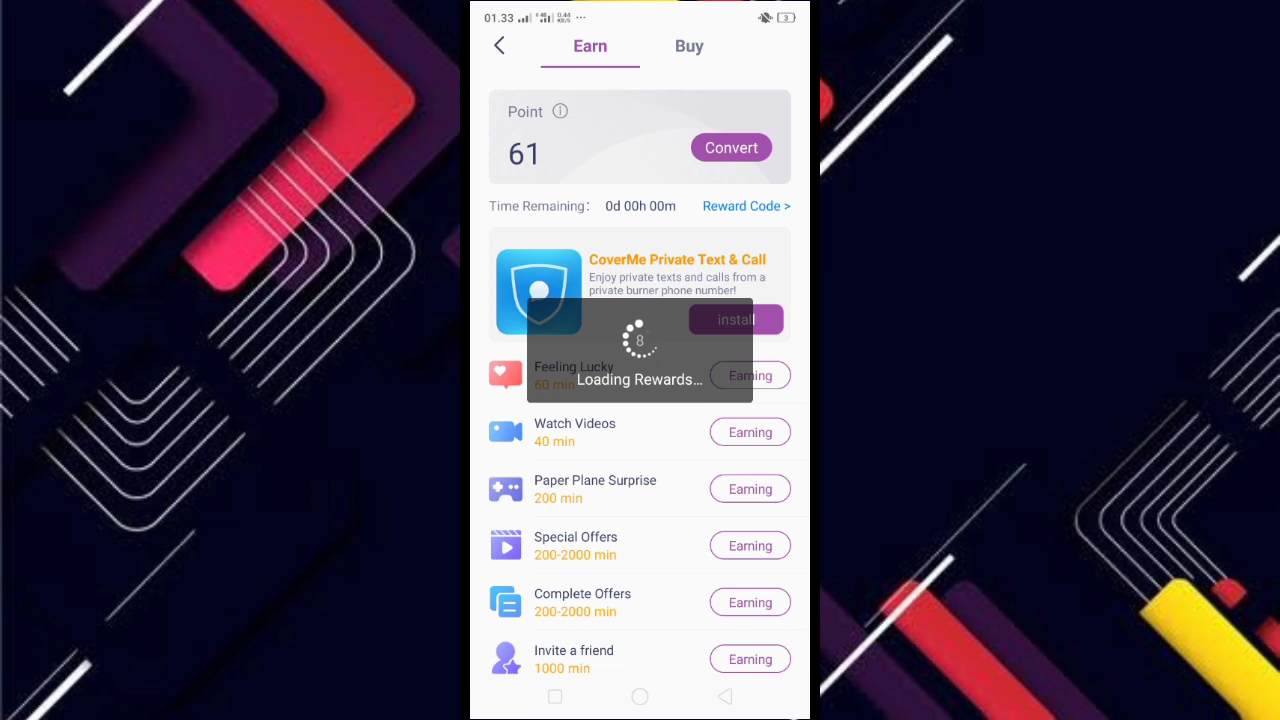 01.33 ...
3
Earn
Buy
Point
61
Convert
Time Remaining: 0d 00h 00m
Reward Code >
CoverMe Private Text & Call
Enjoy private texts and calls from a
private burner phone number!
install
8
Loading Rewards...
Feeling Lucky
60 min
Earning
Watch Videos
40 min
Earning
Paper Plane Surprise
200 min
Earning
Special Offers
200-2000 min
Earning
Complete Offers
200-2000 min
Earning
Invite a friend
1000 min
Earning